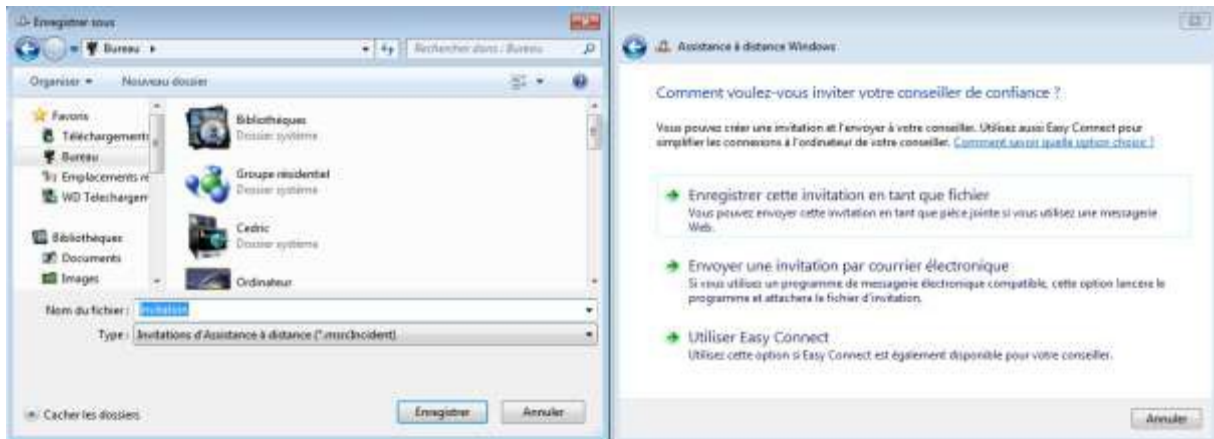 Enregistrer sous
Bureau
Rechercher dans : Bureau
Organiser
Nouveau dossier
Favoris
Téléchargements
Bureau
Emplacements ré
WD Telechargem
Bibliothèques
Documents
Images
Bibliothèques
Dossier système
Groupe résidentiel
Dossier système
Cedric
Dossier système
Ordinateur
Nom du fichier : Invitation
Type : Invitations d'Assistance à distance (*.msrcIncident)
Cacher les dossiers
Enregistrer
Annuler
Assistance à distance Windows
Comment voulez-vous inviter votre conseiller de confiance ?
Vous pouvez créer une invitation et l'envoyer à votre conseiller. Utilisez aussi Easy Connect pour
simplifier les connexions à l'ordinateur de votre conseiller. Comment savoir quelle option choisir ?
Enregistrer cette invitation en tant que fichier
Vous pouvez envoyer cette invitation en tant que pièce jointe si vous utilisez une messagerie
Web.
Envoyer une invitation par courrier électronique
Si vous utilisez un programme de messagerie électronique compatible, cette option lancera le
programme et attachera le fichier d'invitation.
Utiliser Easy Connect
Utilisez cette option si Easy Connect est également disponible pour votre conseiller.
Annuler